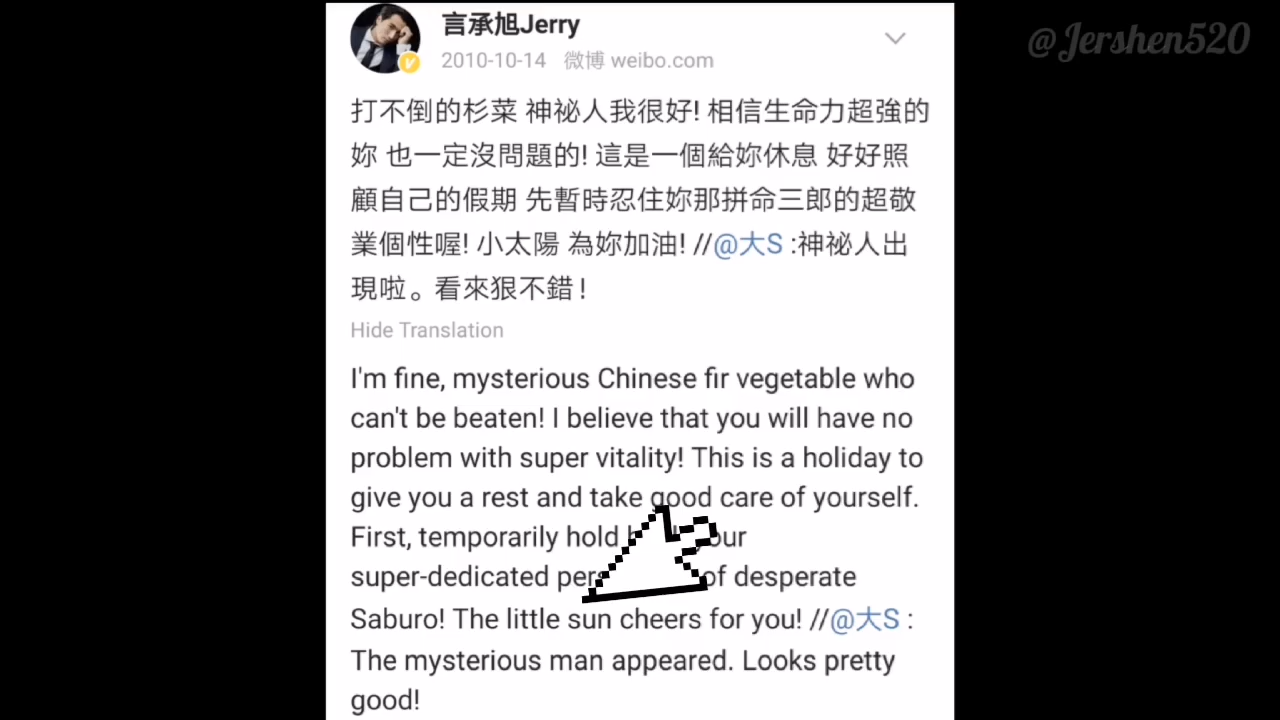 言承旭Jerry
@Jershen520
2010-10-14 微博 weibo.com
打不倒的杉菜 神祕人我很好! 相信生命力超強的
妳 也一定沒問題的! 這是一個給妳休息 好好照
顧自己的假期 先暫時忍住妳那拼命三郎的超敬
業個性喔! 小太陽 為妳加油! //@大S :神祕人出
現啦。看來狠不錯!
Hide Translation
I'm fine, mysterious Chinese fir vegetable who
can't be beaten! I believe that you will have no
problem with super vitality! This is a holiday to
give you a rest and take good care of yourself.
First, temporarily hold
super-dedicated of desperate
Saburo! The little sun cheers for you! //@大S :
The mysterious man appeared. Looks pretty
good!